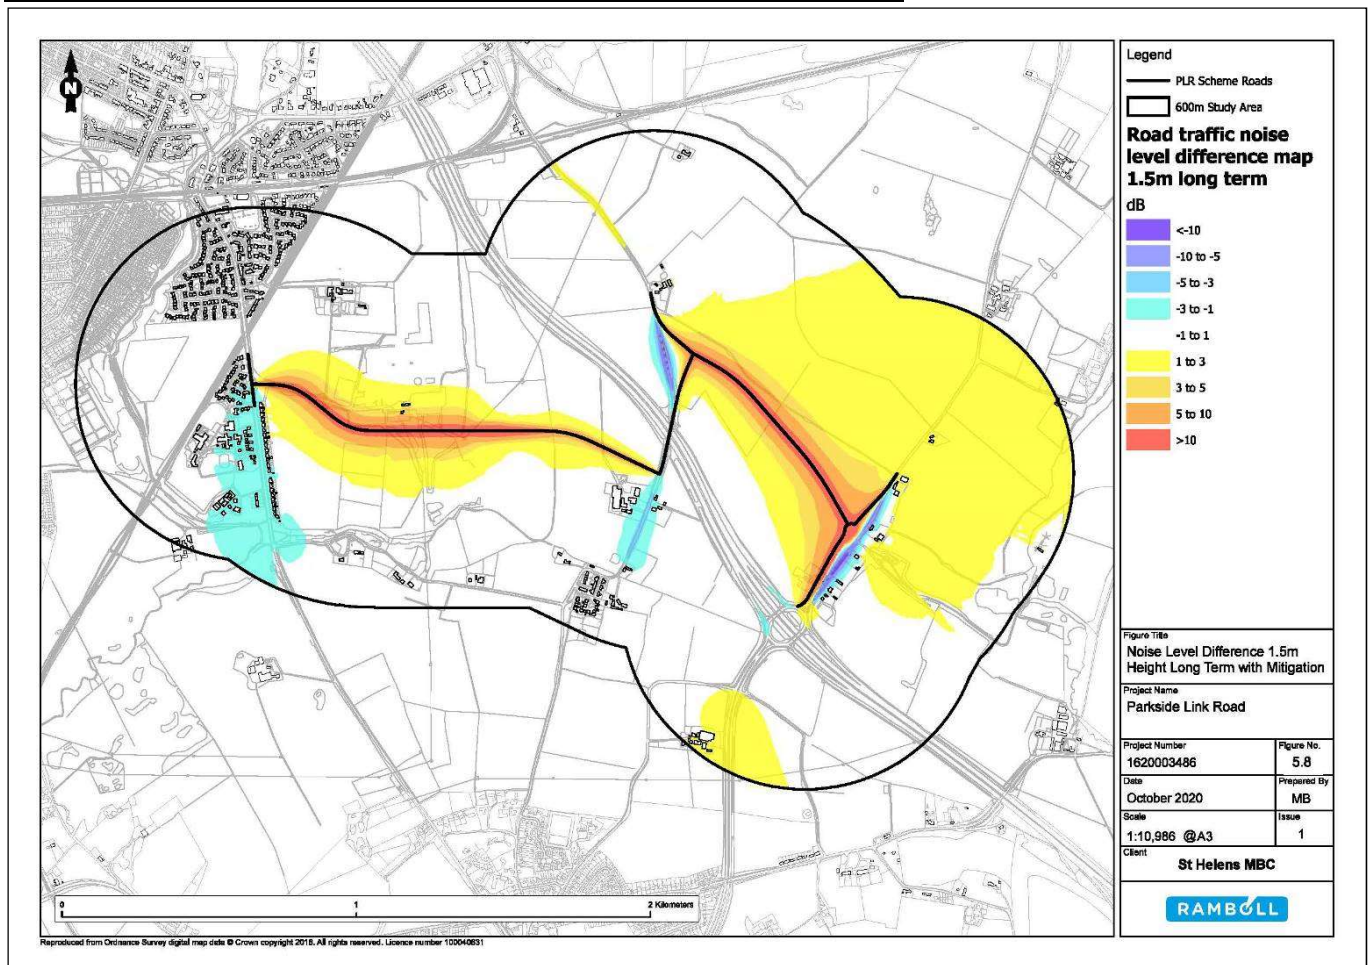 N
Legend
PLR Scheme Roads
600m Study Area
Road traffic noise
level difference map
1.5m long term
dB
<-10
-10 to -5
-5 to -3
-3 to -1
-1 to 1
1 to 3
3 to 5
5 to 10
>10
Figure Title
Noise Level Difference 1.5m
Height Long Term with Mitigation
Project Name
Parkside Link Road
Project Number
1620003486
Figure No.
5.8
Date
October 2020
Prepared By
MB
Scale
1:10,986 @A3
Issue
1
Client
St Helens MBC
RAMBOLL
0 1 2 Kilometers
Reproduced from Ordnance Survey digital map data © Crown copyright 2018. All rights reserved. Licence number 100040631